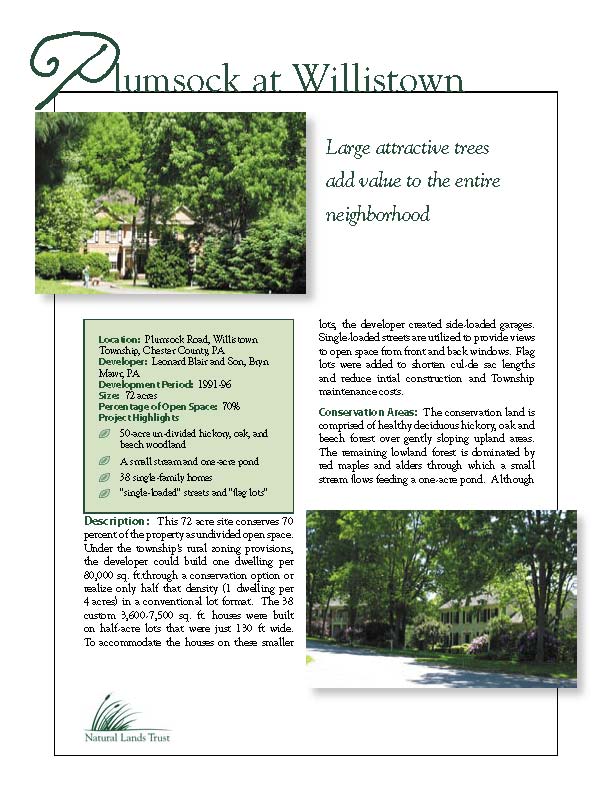 Plumsock at Willistown
Large attractive trees
add value to the entire
neighborhood
Location: Plumsock Road, Willistown
Township, Chester County, PA
Developer: Leonard Blair and Son, Bryn
Mawr, PA
Development Period: 1991-96
Size: 72 acres
Percentage of Open Space: 70%
Project Highlights
50-acre un-divided hickory, oak, and
beech woodland
A small stream and one-acre pond
38 single-family homes
"single-loaded" streets and "flag lots"
Description: This 72 acre site conserves 70
percent of the property as undivided open space.
Under the township's rural zoning provisions,
the developer could build one dwelling per
80,000 sq. ft.through a conservation option or
realize only half that density (1 dwelling per
4 acres) in a conventional lot format. The 38
custom 3,600-7,500 sq. ft. houses were built
on half-acre lots that were just 130 ft wide.
To accommodate the houses on these smaller
lots, the developer created side-loaded garages.
Single-loaded streets are utilized to provide views
to open space from front and back windows. Flag
lots were added to shorten cul-de sac lengths
and reduce intial construction and Township
maintenance costs.
Conservation Areas: The conservation land is
comprised of healthy deciduous hickory, oak and
beech forest over gently sloping upland areas.
The remaining lowland forest is dominated by
red maples and alders through which a small
stream flows feeding a one-acre pond. Although
Natural Lands Trust